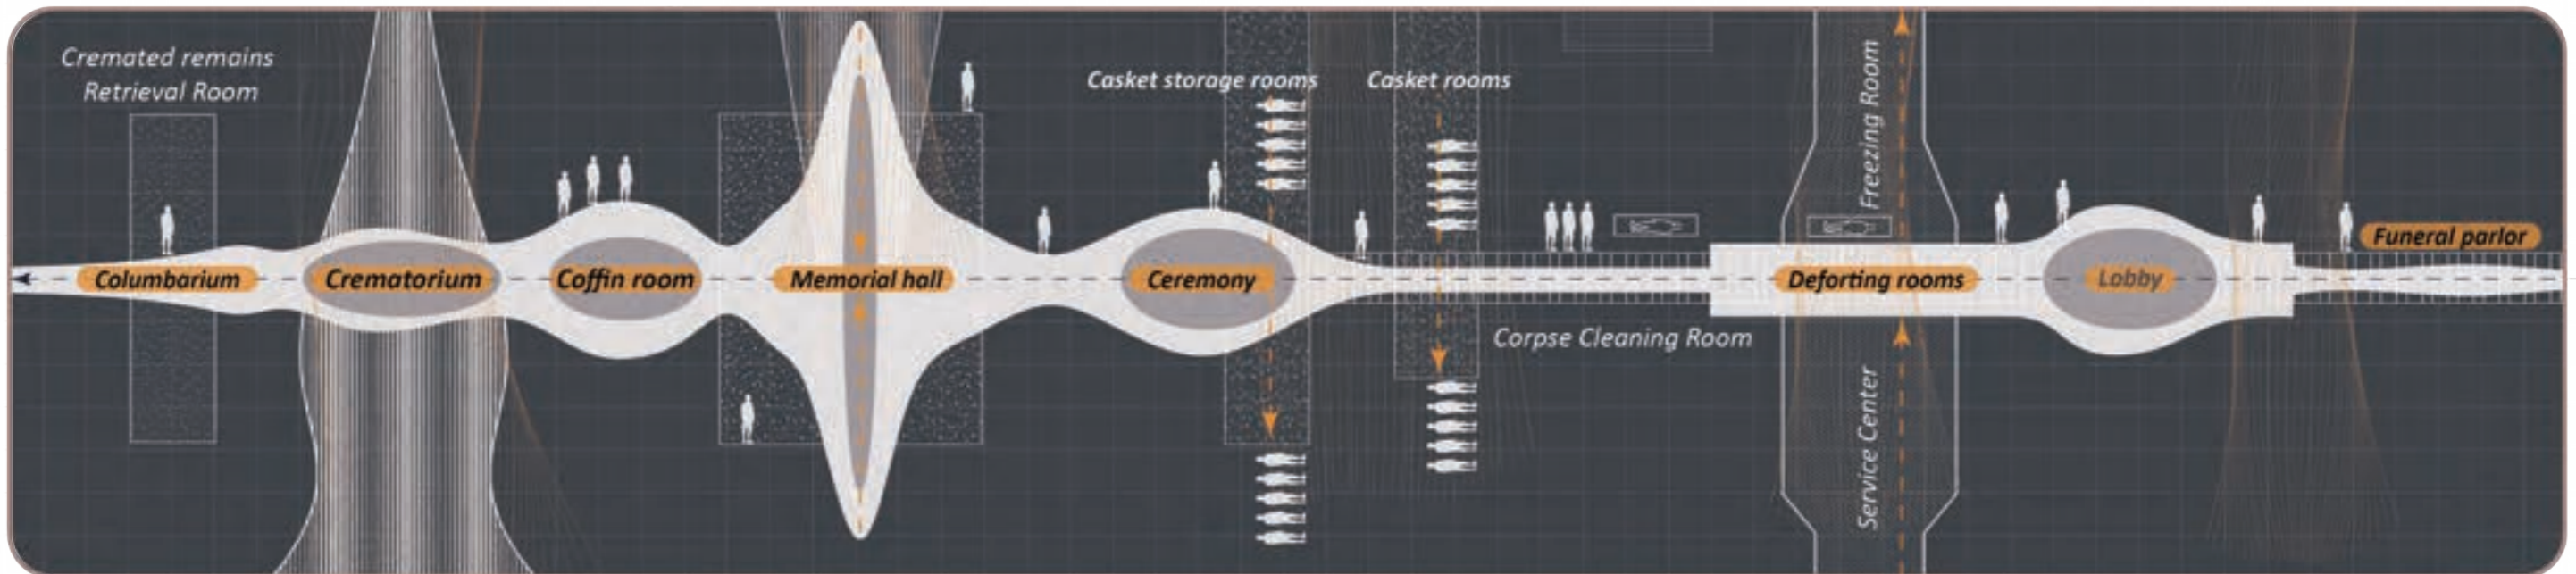 Cremated remains
Retrieval Room
Casket storage rooms
Casket rooms
Freezing Room
Funeral parlor
Columbarium
Crematorium
Coffin room
Memorial hall
Ceremony
Deforting rooms
Lobby
Corpse Cleaning Room
Service Center